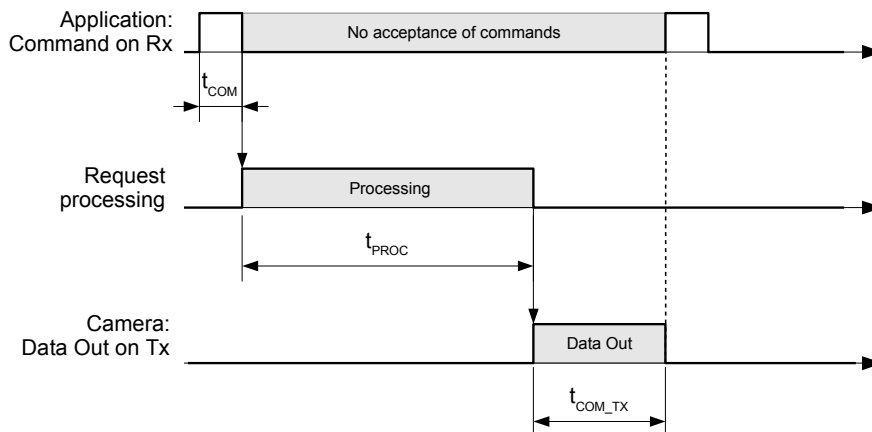 Application:
Command on Rx
No acceptance of commands
tCOM
Request
processing
Processing
tPROC
Camera:
Data Out on Tx
Data Out
tCOM_TX